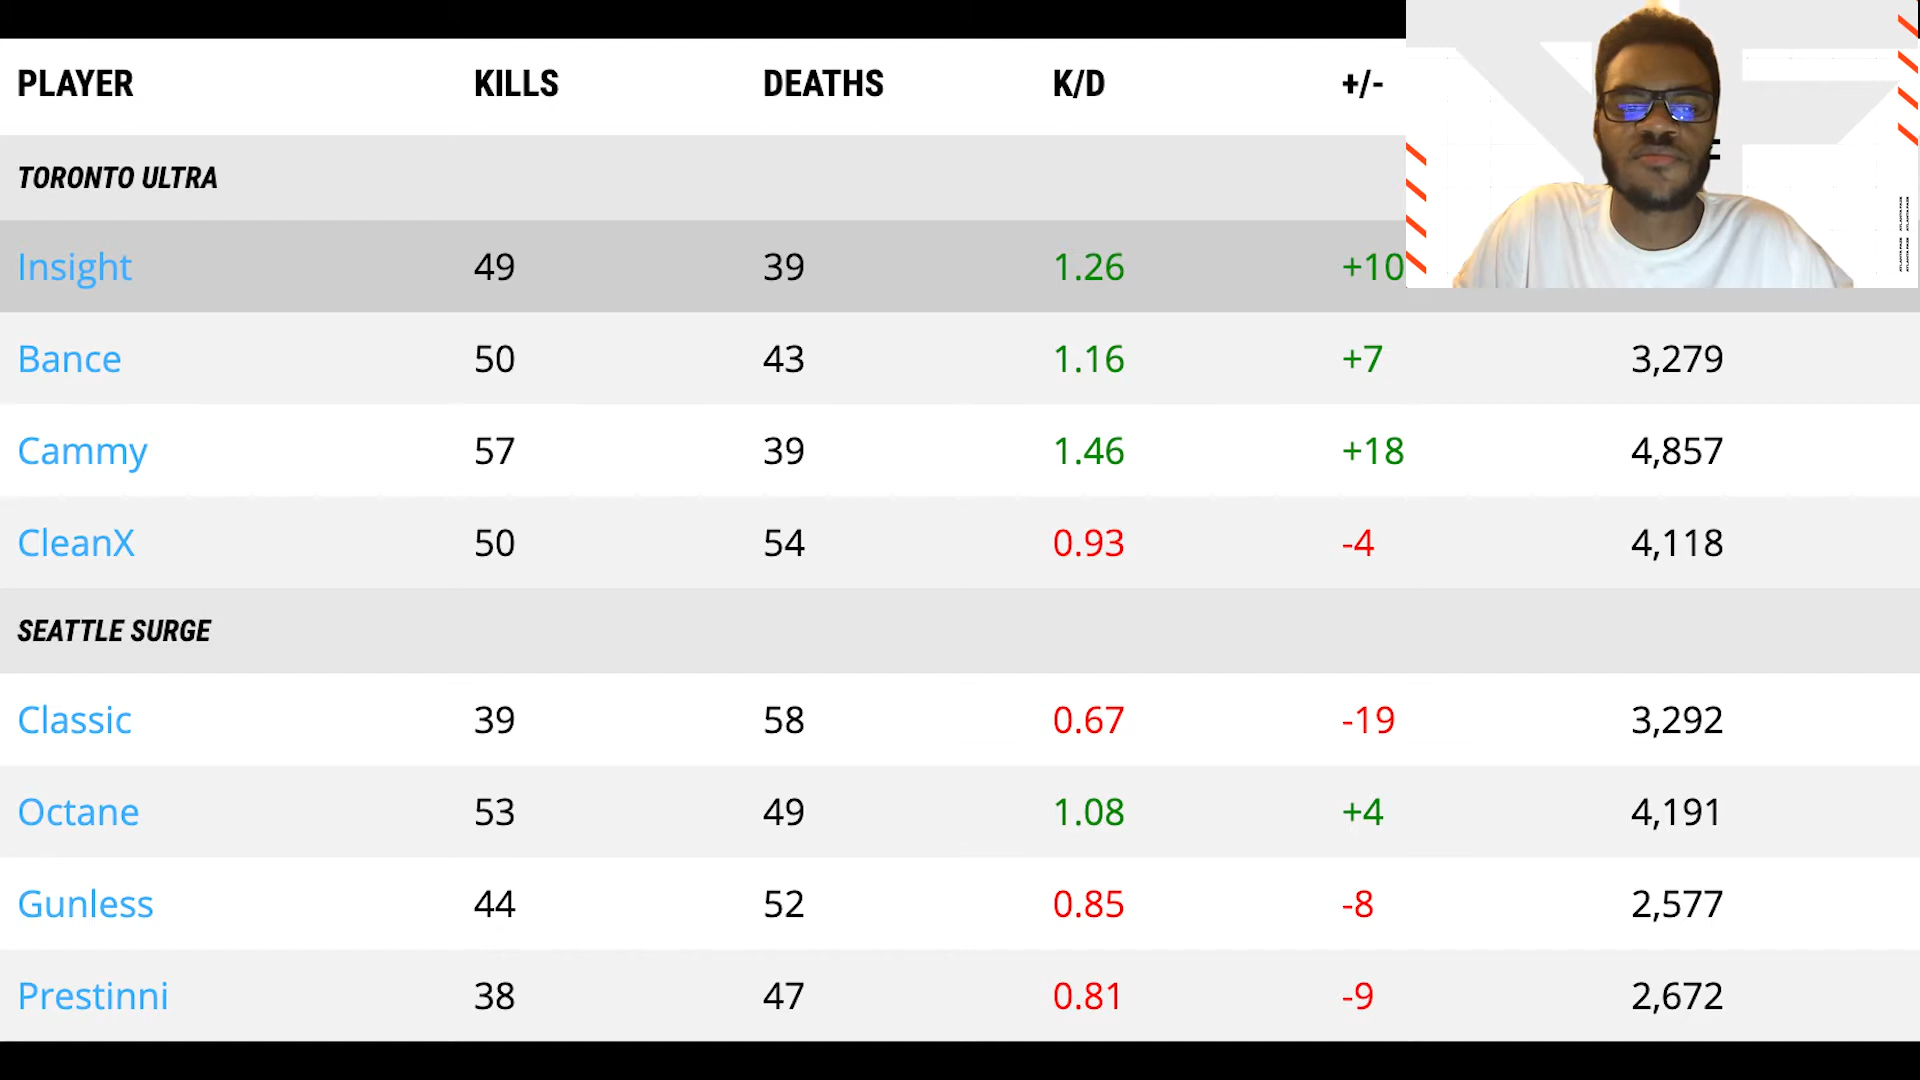 PLAYER KILLS DEATHS K/D +/-
TORONTO ULTRA
Insight 49 39 1.26 +10
Bance 50 43 1.16 +7 3,279
Cammy 57 39 1.46 +18 4,857
CleanX 50 54 0.93 -4 4,118
SEATTLE SURGE
Classic 39 58 0.67 -19 3,292
Octane 53 49 1.08 +4 4,191
Gunless 44 52 0.85 -8 2,577
Prestinni 38 47 0.81 -9 2,672